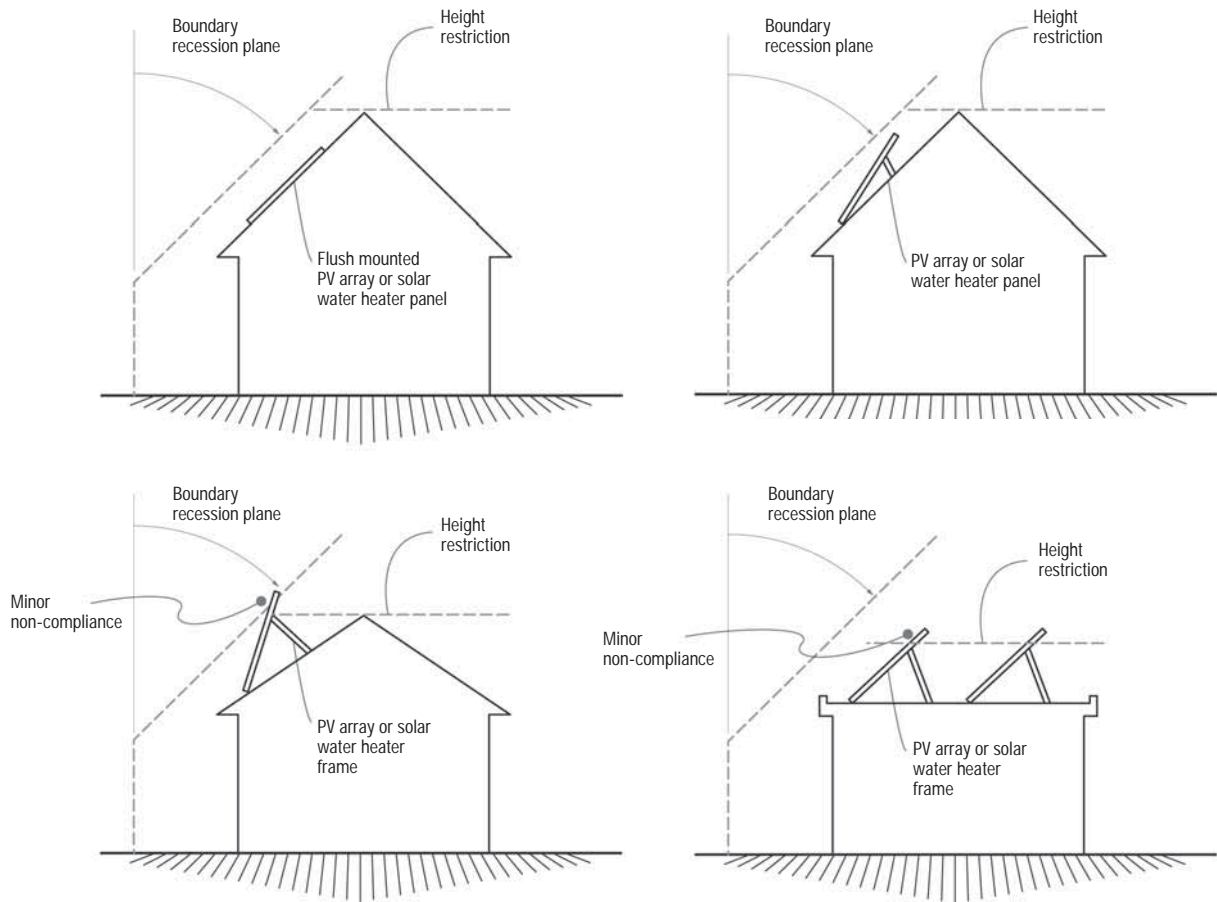 Boundary
recession plane
Height
restriction
Flush mounted
PV array or solar
water heater panel
Boundary
recession plane
Height
restriction
PV array or solar
water heater panel
Boundary
recession plane
Height
restriction
Minor
non-compliance
PV array or solar
water heater
frame
Boundary
recession plane
Height
restriction
Minor
non-compliance
PV array or solar
water heater
frame